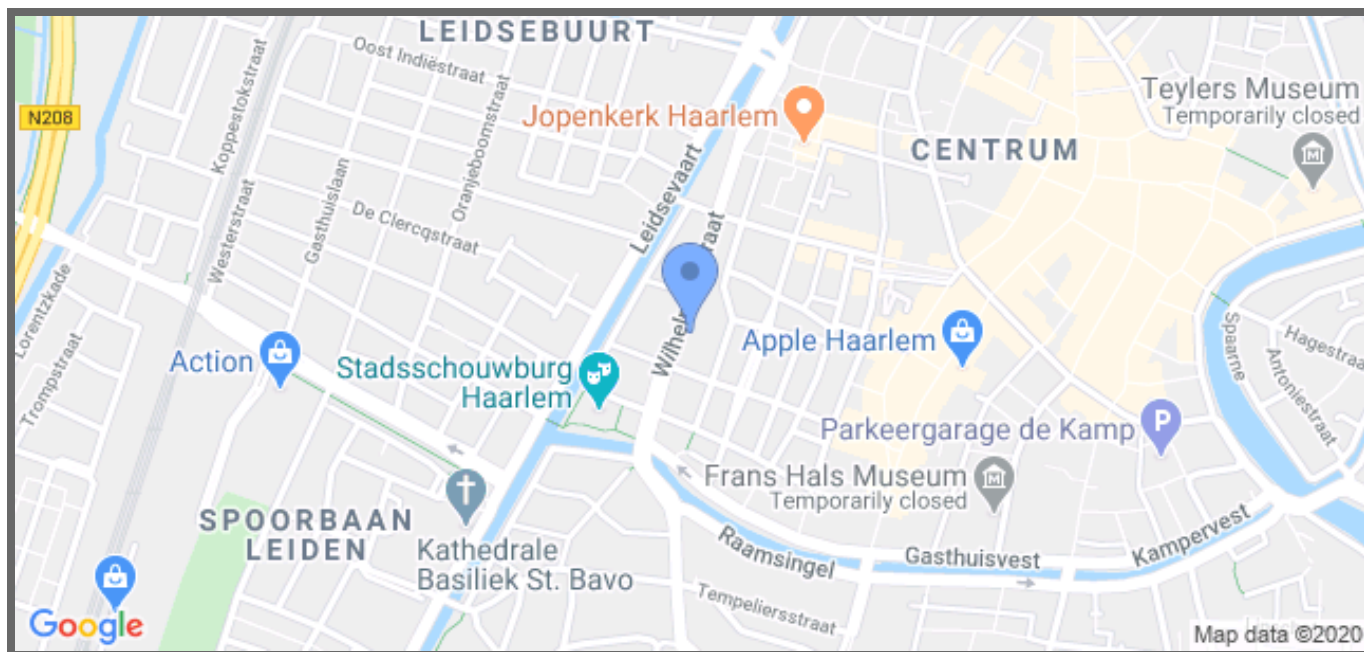 LEIDSEBUURT
Oost Indiëstraat
Koppestokstraat
Oranjeboomstraat
N208
Jopenkerk Haarlem
Teylers Museum
Temporarily closed
CENTRUM
Leidsevaart
Gasthuislaan
Westerstraat
De Clercqstraat
Lorentzkade
Trompstraat
Action
Stadsschouwburg
Haarlem
Apple Haarlem
Spaarne
Antoniestraat
Parkeergarage de Kamp
Frans Hals Museum
Temporarily closed
SPOORBAAN
LEIDEN
Kathedrale
Basiliek St. Bavo
Raamsingel
Gasthuisvest
Kampervest
Tempeliersstraat
Google
Map data ©2020